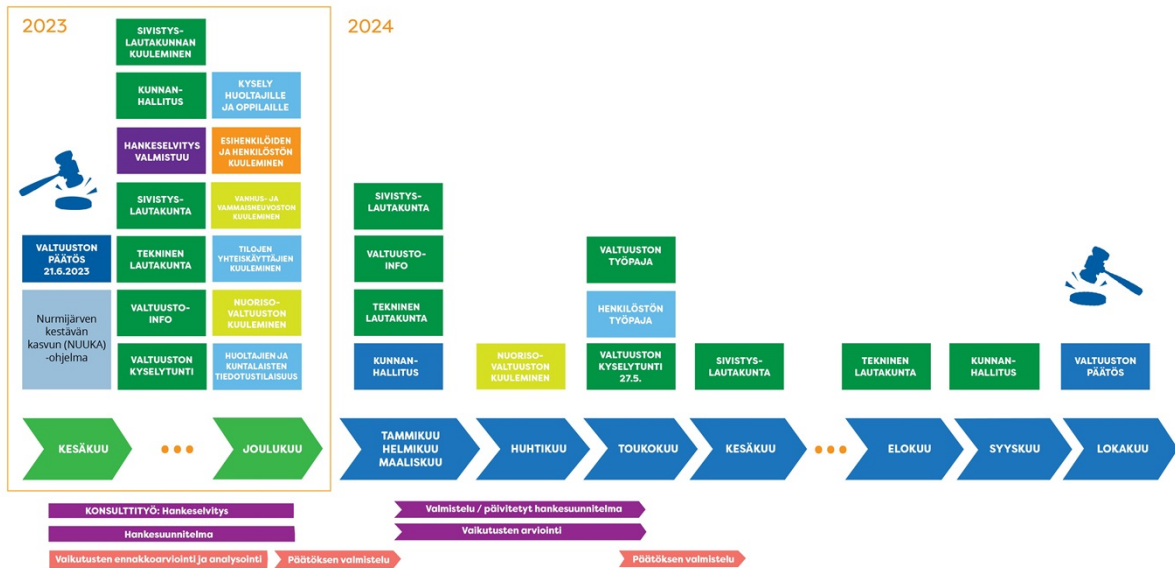 2023
2024
SIVISTYS-
LAUTAKUNNAN
KUULEMINEN
KUNNAN-
HALLITUS
KYSELY
HUOLTAJILLE
JA OPPILAILLE
HANKESELVITYS
VALMISTUU
ESIHENKILÖIDEN
JA HENKILÖSTÖN
KUULEMINEN
SIVISTYS-
LAUTAKUNTA
VANHUS- JA
VAMMAISNEUVOSTON
KUULEMINEN
VALTUUSTON
PÄÄTÖS
21.6.2023
TEKNINEN
LAUTAKUNTA
TILOJEN
YHTEISKÄYTTÄJIEN
KUULEMINEN
Nurmijärven
kestävän
kasvun (NUUKA)
-ohjelma
VALTUUSTO-
INFO
NUORISO-
VALTUUSTON
KUULEMINEN
VALTUUSTON
KYSELYTUNTI
HUOLTAJIEN JA
KUNTALAISTEN
TIEDOTUSTILAISUUS
SIVISTYS-
LAUTAKUNTA
VALTUUSTO-
INFO
TEKNINEN
LAUTAKUNTA
KUNNAN-
HALLITUS
NUORISO-
VALTUUSTON
KUULEMINEN
VALTUUSTON
TYÖPAJA
HENKILÖSTÖN
TYÖPAJA
VALTUUSTON
KYSELYTUNTI
27.5.
SIVISTYS-
LAUTAKUNTA
TEKNINEN
LAUTAKUNTA
KUNNAN-
HALLITUS
VALTUUSTON
PÄÄTÖS
KESÄKUU
JOULUKUU
TAMMIKUU
HELMIKUU
MAALISKUU
HUHTIKUU
TOUKOKUU
KESÄKUU
ELOKUU
SYYSKUU
LOKAKUU
KONSULTTITYÖ: Hankeselvitys
Valmistelu / päivitetyt hankesuunnitelma
Hankesuunnitelma
Vaikutusten arviointi
Vaikutusten ennakkoarviointi ja analysointi
Päätöksen valmistelu
Päätöksen valmistelu